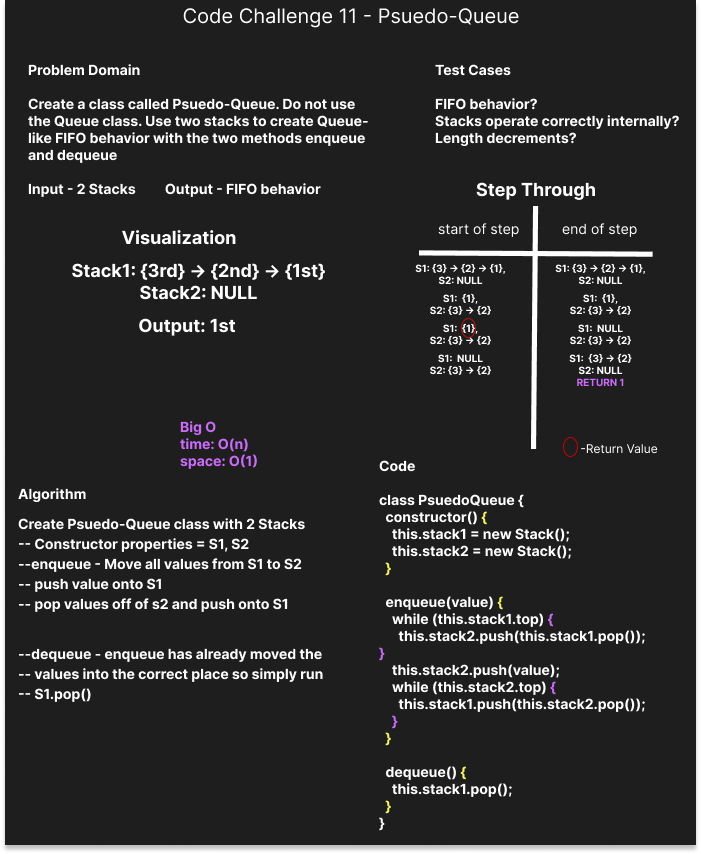 Code Challenge 11 - Psuedo-Queue
Problem Domain
Create a class called Psuedo-Queue. Do not use
the Queue class. Use two stacks to create Queue-
like FIFO behavior with the two methods enqueue
and dequeue
Input - 2 Stacks Output - FIFO behavior
Test Cases
FIFO behavior?
Stacks operate correctly internally?
Length decrements?
Visualization
Stack1: {3rd} → {2nd} → {1st}
Stack2: NULL
Output: 1st
Step Through
start of step end of step
S1: {3} → {2} → {1}, S1: {3} → {2} → {1},
S2: NULL S2: NULL
S1: {1}, S1: {1},
S2: {3} → {2} S2: {3} → {2}
S1: {1}, S1: NULL
S2: {3} → {2} S2: {3} → {2}
S1: NULL S1: {3} → {2}
S2: {3} → {2} S2: NULL
RETURN 1
-Return Value
Big O
time: O(n)
space: O(1)
Algorithm
Create Psuedo-Queue class with 2 Stacks
-- Constructor properties = S1, S2
--enqueue - Move all values from S1 to S2
-- push value onto S1
-- pop values off of s2 and push onto S1
--dequeue - enqueue has already moved the
-- values into the correct place so simply run
-- S1.pop()
Code
class PsuedoQueue {
constructor() {
this.stack1 = new Stack();
this.stack2 = new Stack();
}
enqueue(value) {
while (this.stack1.top) {
this.stack2.push(this.stack1.pop());
}
this.stack2.push(value);
while (this.stack2.top) {
this.stack1.push(this.stack2.pop());
}
}
dequeue() {
this.stack1.pop();
}
}